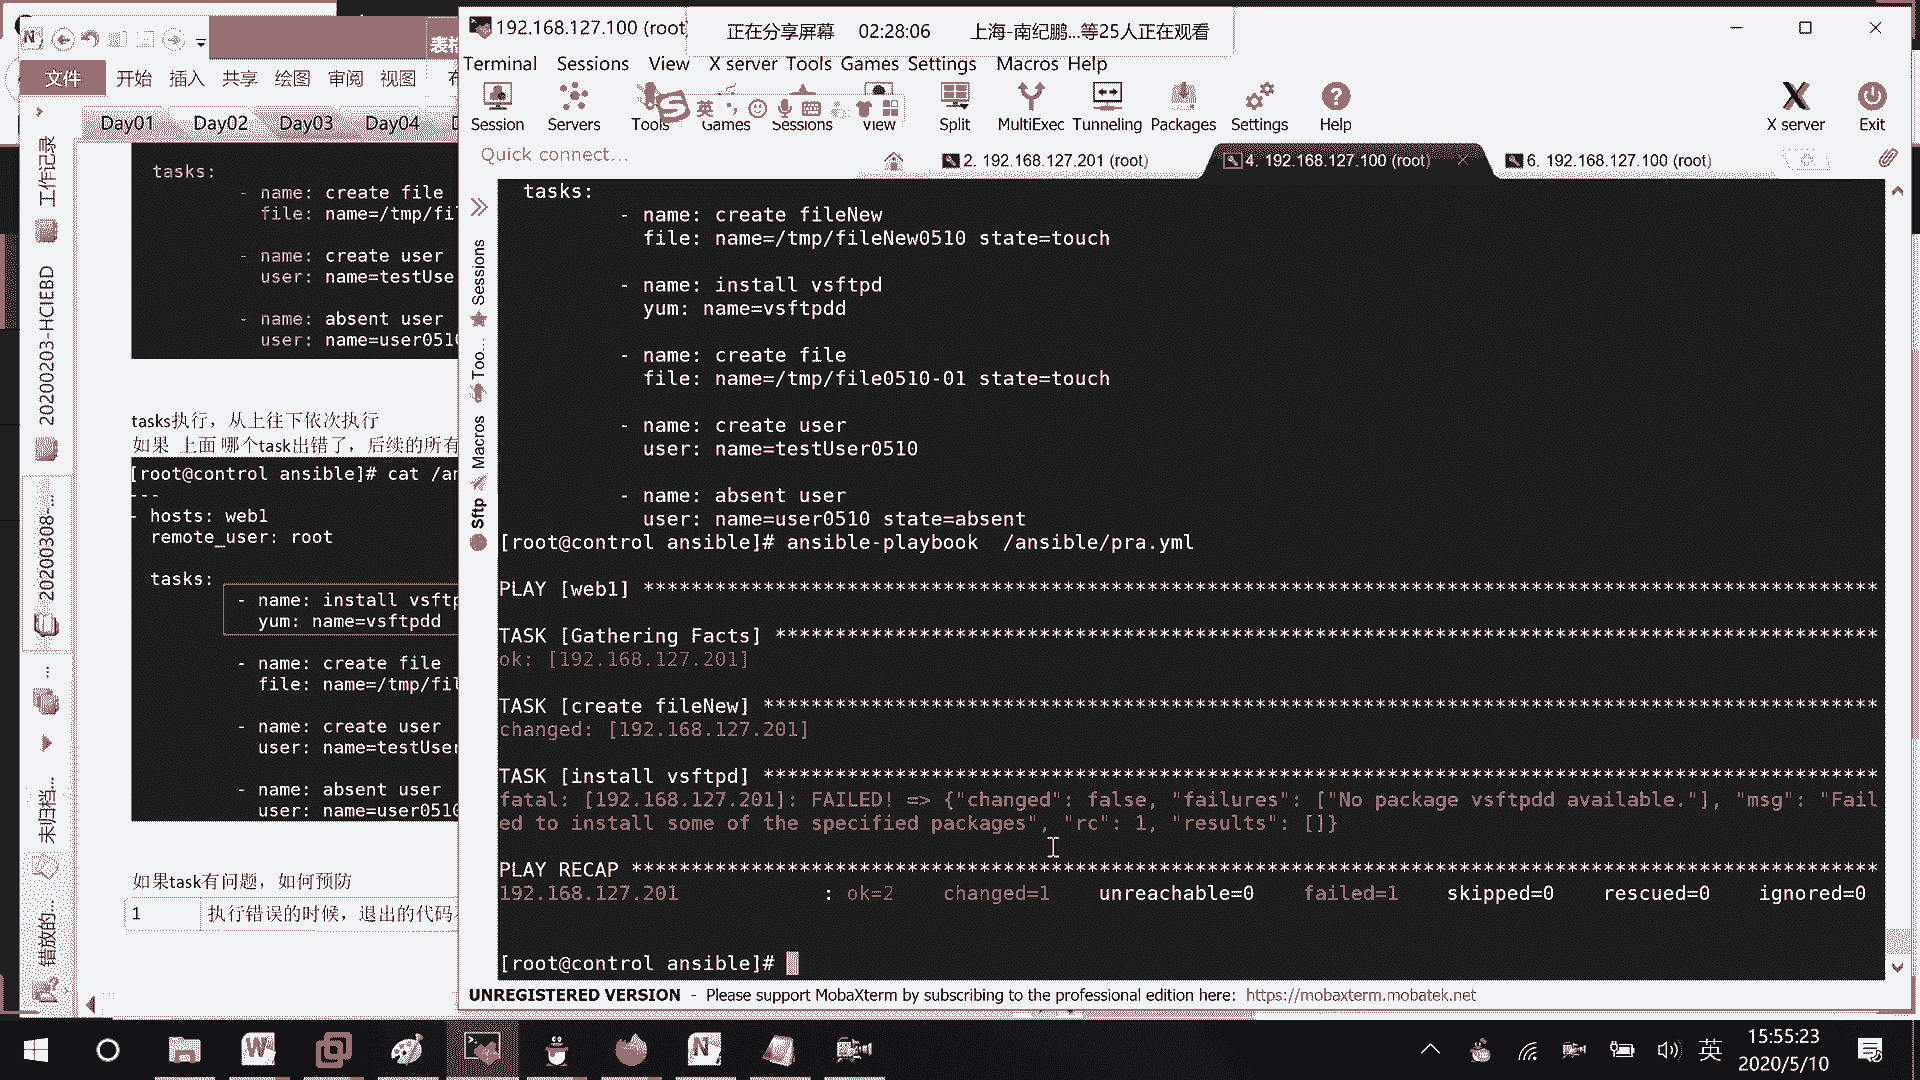 192.168.127.100 (root
正在分享屏幕 02:28:06 上海-南纪鹏...等25人正在观看
Terminal Sessions View X server Tools Games Settings Macros Help
文件 开始 插入 共享 绘图 审阅 视图
Session Servers Tools Games Sessions View Split MultiExec Tunneling Packages Settings Help X server Exit
英
Day01 Day02 Day03 Day04
Quick connect...
2. 192.168.127.201 (root) 4. 192.168.127.100 (root) 6. 192.168.127.100 (root)
工作记录
20200203-HCIEBD
20200308-...
未归档...
错放的...
tasks:
- name: create file
file: name=/tmp/fil
- name: create user
user: name=testUse
- name: absent user
user: name=user0510
tasks执行，从上往下依次执行
如果 上面 哪个task出错了，后续的所有
[root@control ansible]# cat /an
---
- hosts: web1
remote_user: root
tasks:
- name: install vsftp
yum: name=vsftpdd
- name: create file
file: name=/tmp/fil
- name: create user
user: name=testUser
- name: absent user
user: name=user0510
如果task有问题，如何预防
1 执行错误的时候，退出的代码
Sessions
Too...
Macros
Sftp
tasks:
- name: create fileNew
file: name=/tmp/fileNew0510 state=touch
- name: install vsftpd
yum: name=vsftpdd
- name: create file
file: name=/tmp/file0510-01 state=touch
- name: create user
user: name=testUser0510
- name: absent user
user: name=user0510 state=absent
[root@control ansible]# ansible-playbook  /ansible/pra.yml
PLAY [web1] *******************************************************************************************************
TASK [Gathering Facts] ********************************************************************************************
ok: [192.168.127.201]
TASK [create fileNew] *********************************************************************************************
changed: [192.168.127.201]
TASK [install vsftpd] *********************************************************************************************
fatal: [192.168.127.201]: FAILED! => {"changed": false, "failures": ["No package vsftpdd available."], "msg": "Fail
ed to install some of the specified packages", "rc": 1, "results": []}
PLAY RECAP ********************************************************************************************************
192.168.127.201 : ok=2 changed=1 unreachable=0 failed=1 skipped=0 rescued=0 ignored=0
[root@control ansible]#
UNREGISTERED VERSION - Please support MobaXterm by subscribing to the professional edition here: https://mobaxterm.mobatek.net
英
15:55:23
2020/5/10